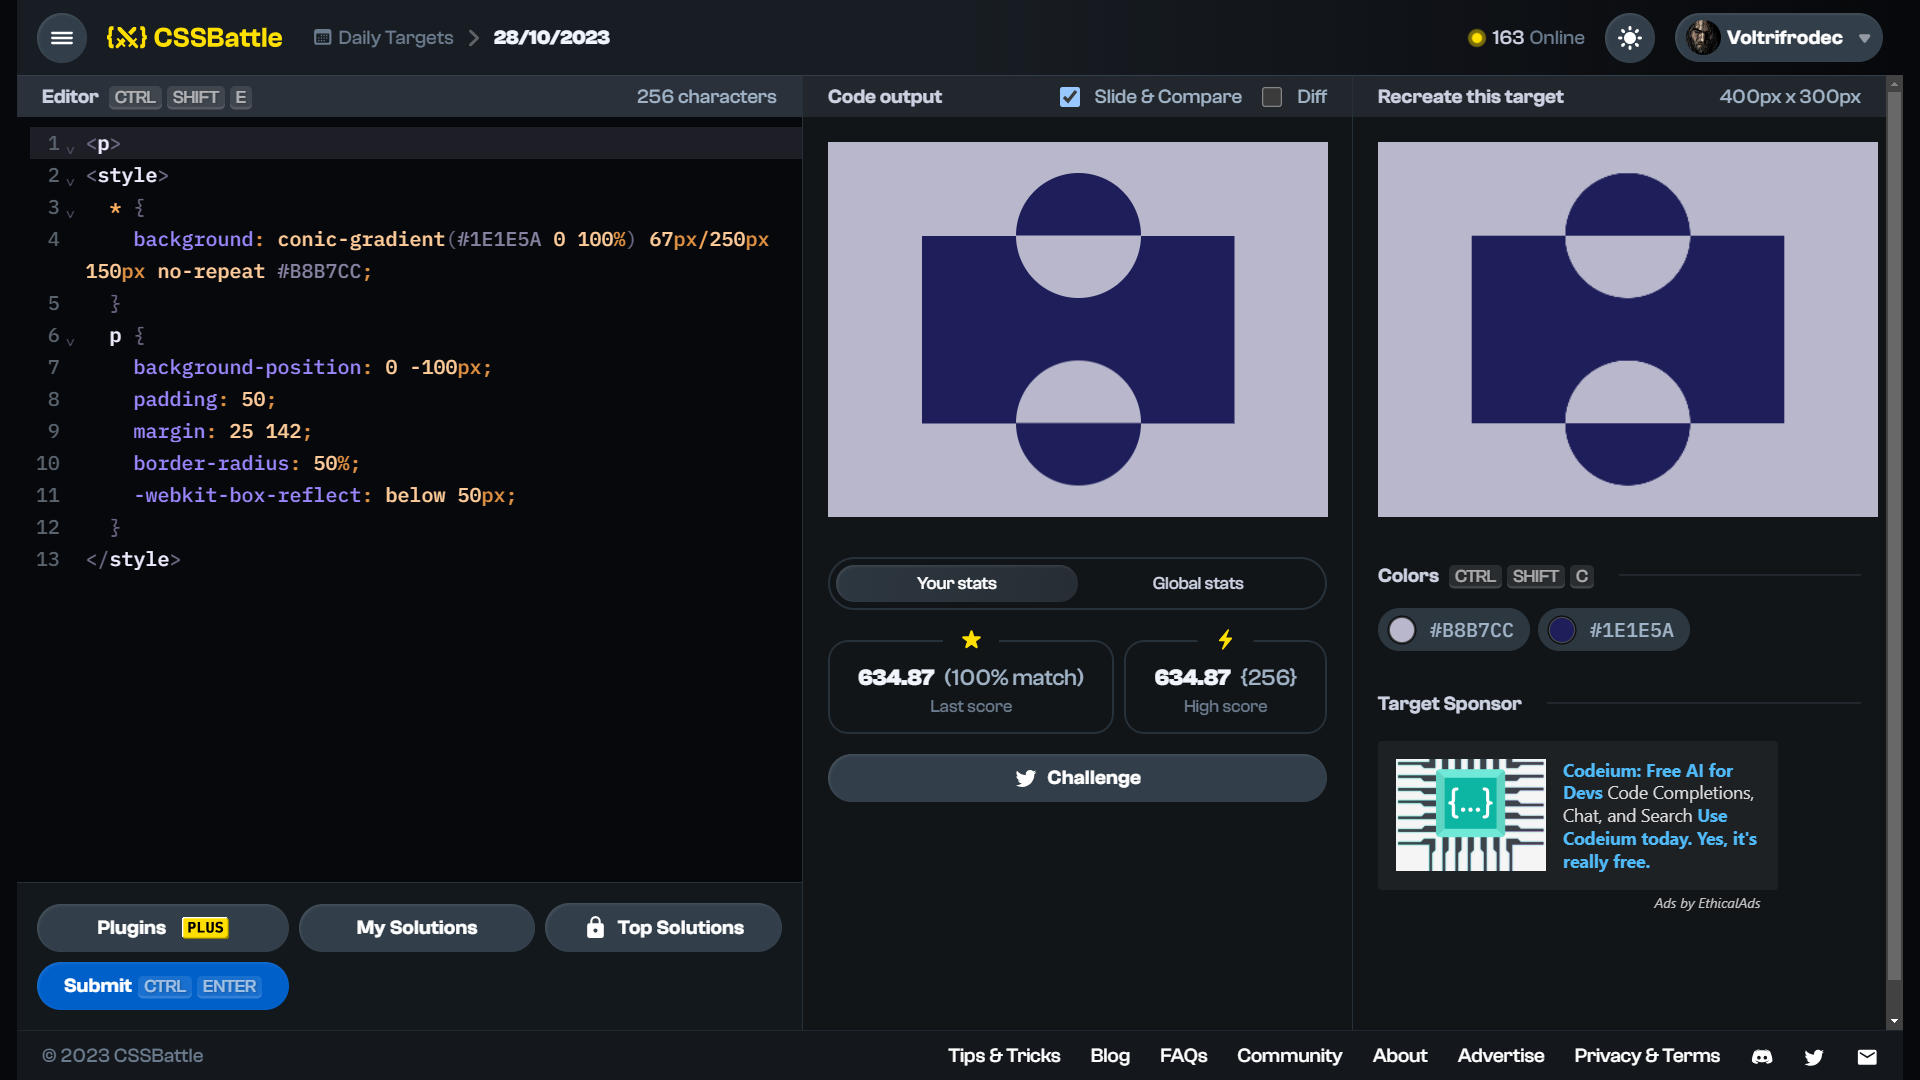 {X} CSSBattle
Daily Targets
28/10/2023
163 Online
Voltrifrodec
Editor CTRL SHIFT E
256 characters
1 <p>
2 <style>
3 * {
4 background: conic-gradient(#1E1E5A 0 100%) 67px/250px
150px no-repeat #B8B7CC;
5 }
6 p {
7 background-position: 0 -100px;
8 padding: 50;
9 margin: 25 142;
10 border-radius: 50%;
11 -webkit-box-reflect: below 50px;
12 }
13 </style>
Plugins PLUS
My Solutions
Top Solutions
Submit CTRL ENTER
Code output
Slide & Compare
Diff
Your stats
Global stats
634.87 (100% match)
Last score
634.87 {256}
High score
Challenge
Recreate this target
400px x 300px
Colors CTRL SHIFT C
#B8B7CC
#1E1E5A
Target Sponsor
{...}
Codeium: Free AI for
Devs Code Completions,
Chat, and Search Use
Codeium today. Yes, it's
really free.
Ads by EthicalAds
© 2023 CSSBattle
Tips & Tricks
Blog
FAQs
Community
About
Advertise
Privacy & Terms